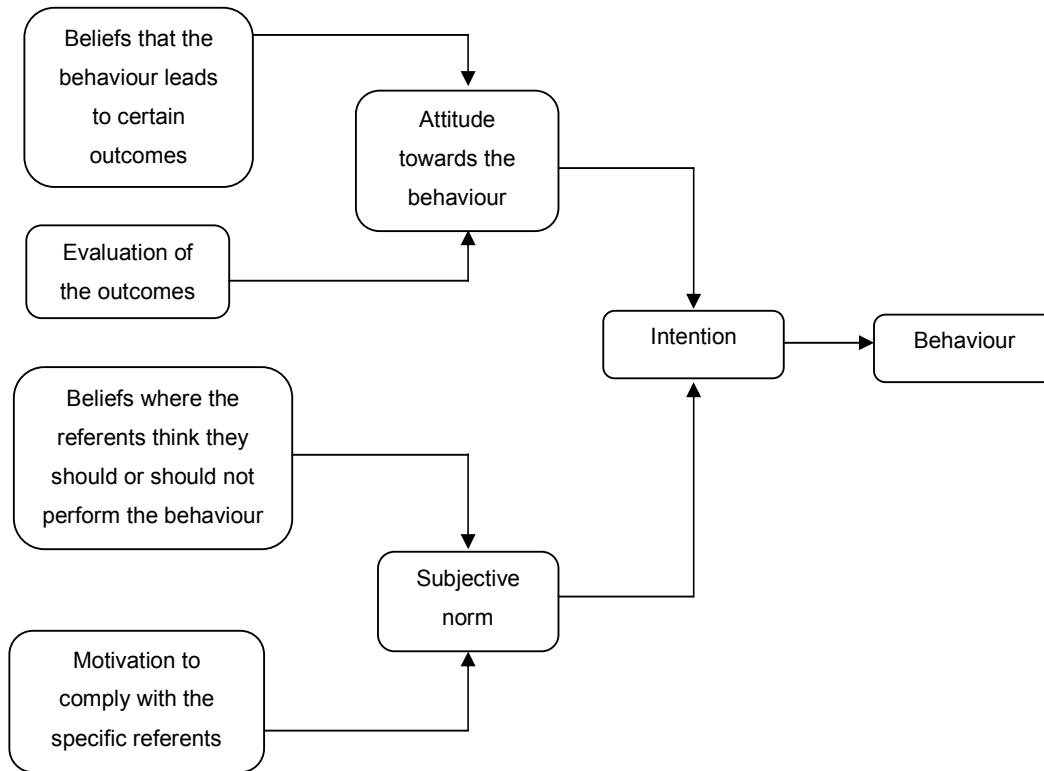 Beliefs that the
behaviour leads
to certain
outcomes
Attitude
towards the
behaviour
Evaluation of
the outcomes
Intention
Behaviour
Beliefs where the
referents think they
should or should not
perform the behaviour
Subjective
norm
Motivation to
comply with the
specific referents